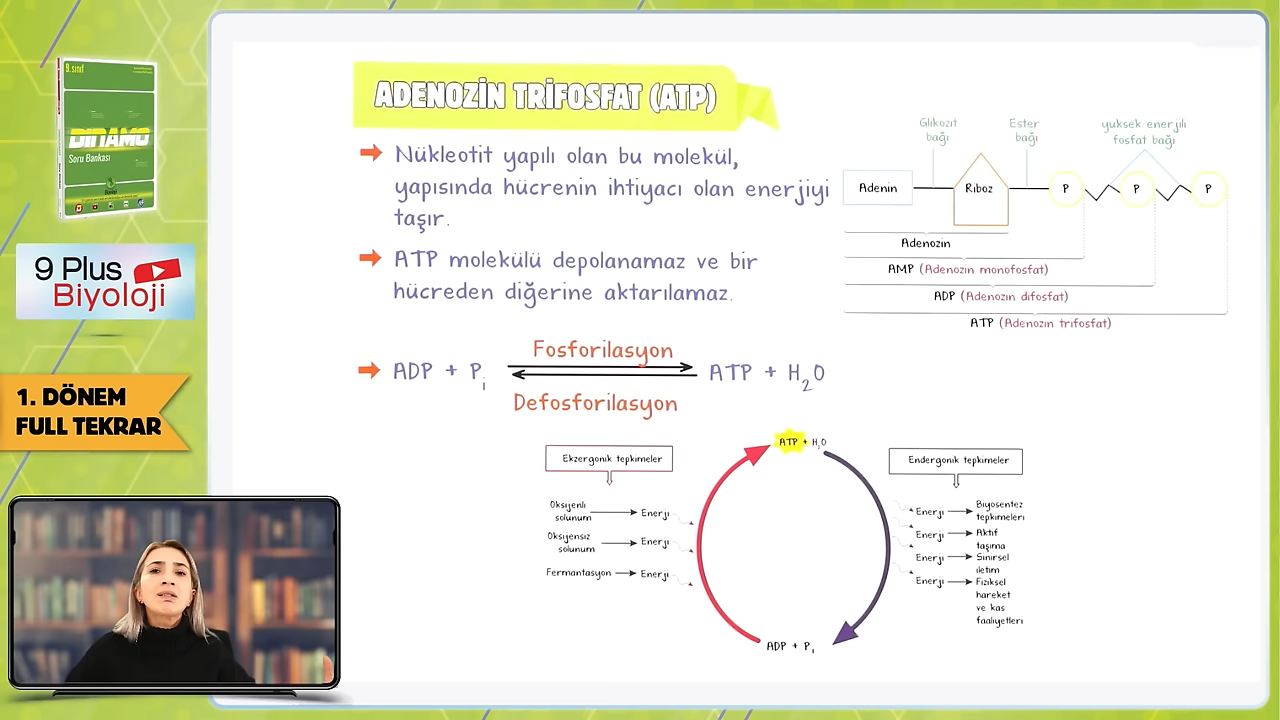 9. sınıf
DINAMO
Soru Bankası
9 Plus
Biyoloji
1. DÖNEM
FULL TEKRAR
ADENOZİN TRİFOSFAT (ATP)
Nükleotit yapılı olan bu molekül,
yapısında hücrenin ihtiyacı olan enerjiyi
taşır.
ATP molekülü depolanamaz ve bir
hücreden diğerine aktarılamaz.
Fosforilasyon
ADP + Pi
ATP + H2O
Defosforilasyon
Glikozit
bağı
Ester
bağı
yuksek enerjili
fosfat bağı
Adenin
Riboz
P
P
P
Adenozin
AMP (Adenozin monofosfat)
ADP (Adenozin difosfat)
ATP (Adenozin trifosfat)
Ekzergonik tepkimeler
Oksijenli
solunum
Enerji
Oksijensiz
solunum
Enerji
Fermantasyon
Enerji
ATP + H2O
ADP + Pi
Endergonik tepkimeler
Enerji
Biyosentez
tepkimeleri
Enerji
Aktif
taşıma
Enerji
Sinirsel
iletim
Enerji
Fiziksel
hareket
ve kas
faaliyetleri